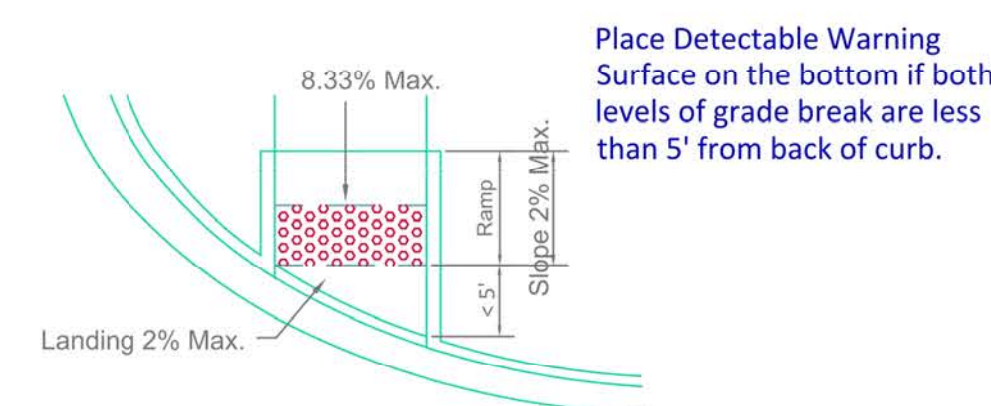 Place Detectable Warning
Surface on the bottom if both
levels of grade break are less
than 5' from back of curb.
8.33% Max.
Ramp
Slope 2% Max.
< 5'
Landing 2% Max.